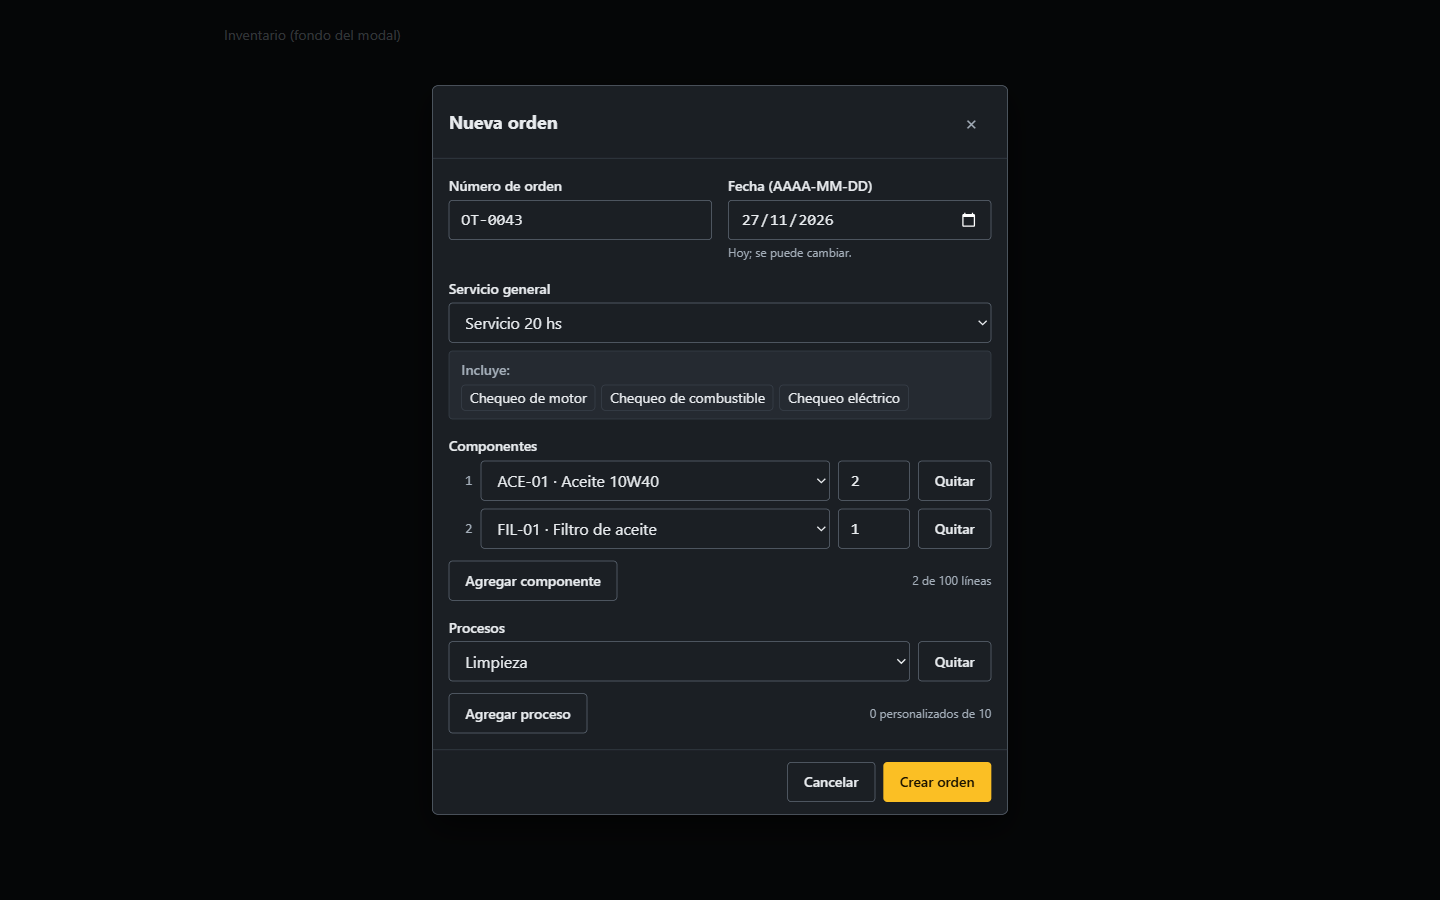 Inventario (fondo del modal)
Nueva orden ×
Número de orden
OT-0043
Fecha (AAAA-MM-DD)
27/11/2026
Hoy; se puede cambiar.
Servicio general
Servicio 20 hs
Incluye:
Chequeo de motor Chequeo de combustible Chequeo eléctrico
Componentes
1 ACE-01 · Aceite 10W40 2 Quitar
2 FIL-01 · Filtro de aceite 1 Quitar
Agregar componente 2 de 100 líneas
Procesos
Limpieza Quitar
Agregar proceso 0 personalizados de 10
Cancelar Crear orden